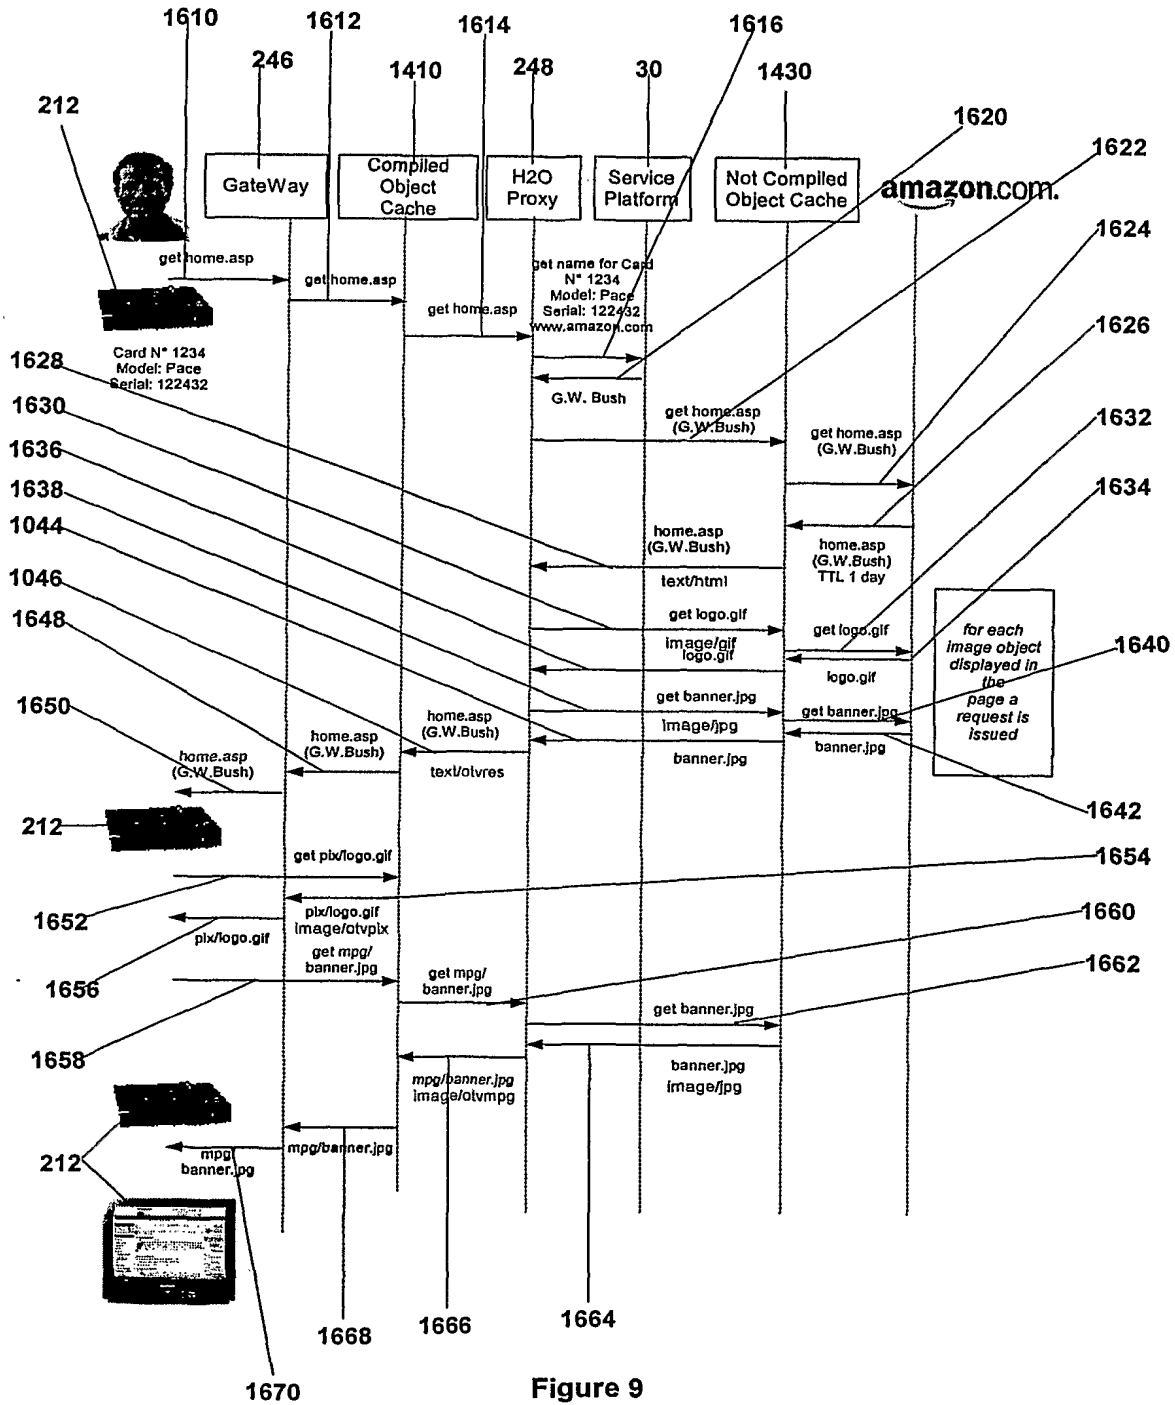 1610
1612
1614
1616
246
1410
248
30
1430
212
1620
1622
GateWay
Compiled
Object
Cache
H2O
Proxy
Service
Platform
Not Compiled
Object Cache
amazon.com.
1624
get home.asp
get home.asp
get home.asp
get name for Card
N° 1234
Model: Pace
Serial: 122432
www.amazon.com
1626
Card N° 1234
Model: Pace
Serial: 122432
1628
G.W. Bush
1630
get home.asp
(G.W.Bush)
get home.asp
(G.W.Bush)
1632
1636
1638
1634
1044
home.asp
(G.W.Bush)
text/html
home.asp
(G.W.Bush)
TTL 1 day
1046
1648
get logo.gif
image/gif
logo.gif
get logo.gif
logo.gif
for each
image object
displayed in
the
page a
request is
issued
1640
1650
get banner.jpg
image/jpg
banner.jpg
get banner.jpg
banner.jpg
home.asp
(G.W.Bush)
text/otvres
home.asp
(G.W.Bush)
home.asp
(G.W.Bush)
1642
212
1654
get pix/logo.gif
1652
pix/logo.gif
image/otvpix
pix/logo.gif
1660
get mpg/
banner.jpg
get mpg/
banner.jpg
1662
1656
get banner.jpg
1658
banner.jpg
image/jpg
mpg/banner.jpg
image/otvmpg
mpg/banner.jpg
mpg/
banner.jpg
212
1664
1666
1668
1670
Figure 9